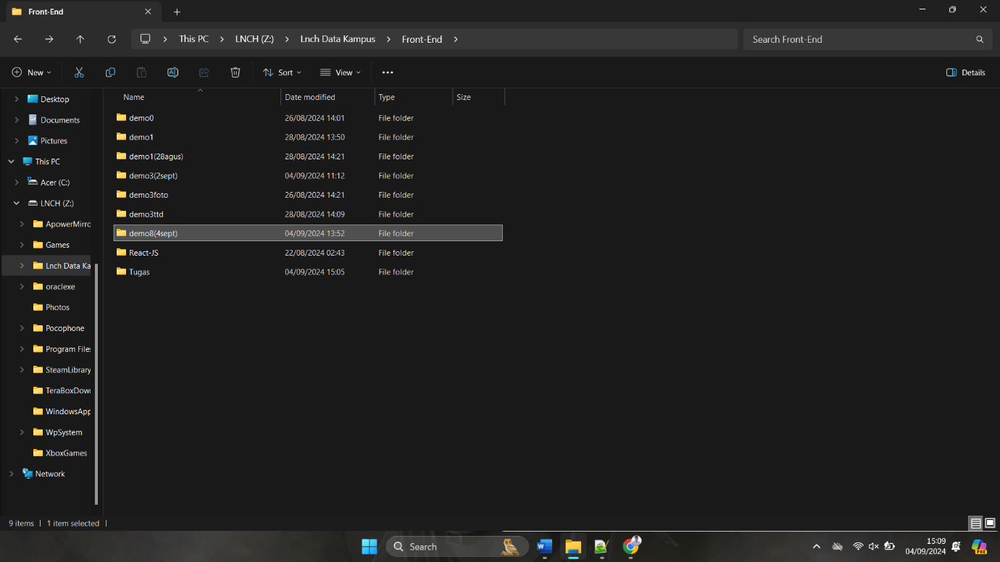 Front-End
This PC > LNCH (Z:) > Lnch Data Kampus > Front-End >
Search Front-End
New
Sort
View
Details
Desktop
Documents
Pictures
This PC
Acer (C:)
LNCH (Z:)
ApowerMirro
Games
Lnch Data Ka
oraclexe
Photos
Pocophone
Program Files
SteamLibrary
TeraBoxDow
WindowsApp
WpSystem
XboxGames
Network
Name Date modified Type Size
demo0 26/08/2024 14:01 File folder
demo1 28/08/2024 13:50 File folder
demo1(28agus) 28/08/2024 14:21 File folder
demo3(2sept) 04/09/2024 11:12 File folder
demo3foto 26/08/2024 14:21 File folder
demo3ttd 28/08/2024 14:09 File folder
demo8(4sept) 04/09/2024 13:52 File folder
React-JS 22/08/2024 02:43 File folder
Tugas 04/09/2024 15:05 File folder
9 items | 1 item selected |
Search
15:09
04/09/2024
PRE